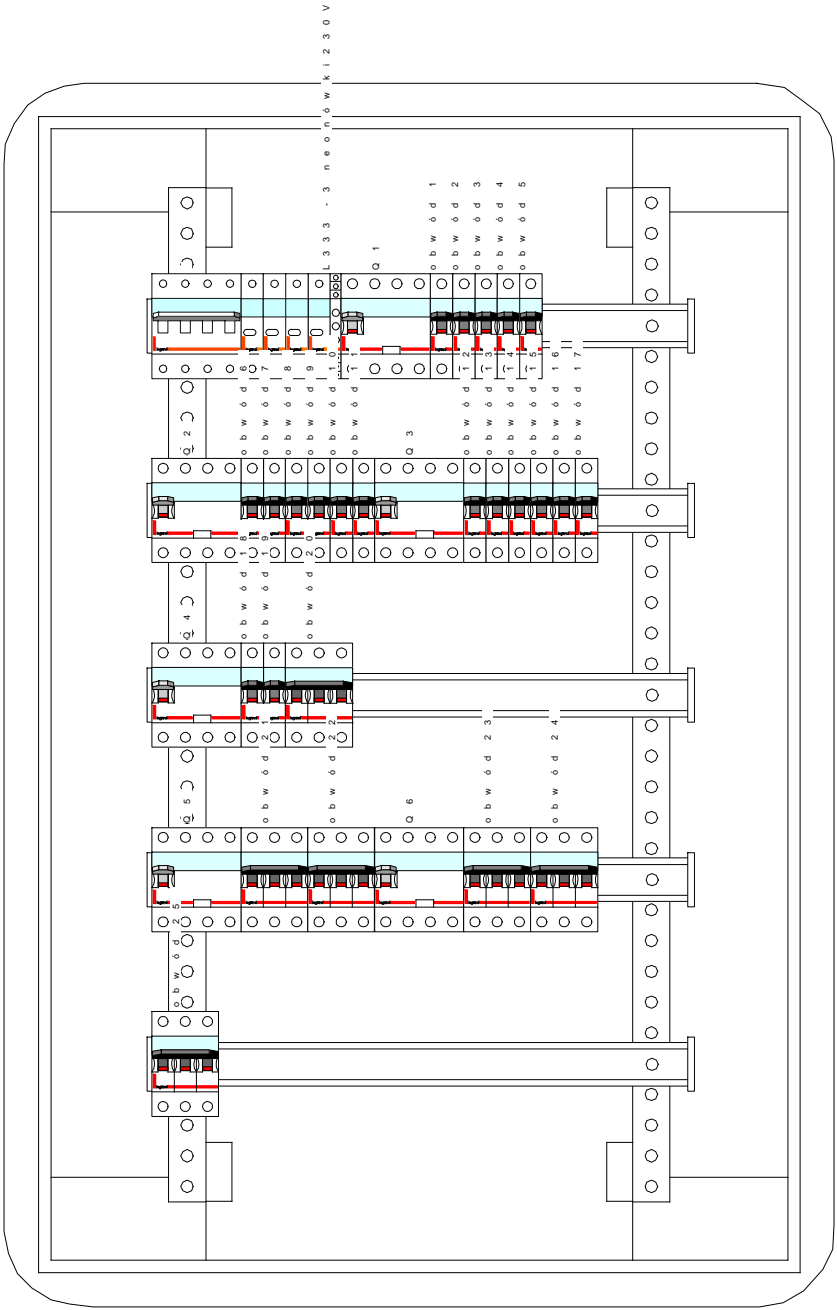 L333 - 3 neonówki 230V
Q1
obwód 1
obwód 2
obwód 3
obwód 4
obwód 5
Q2
obwód 6
obwód 7
obwód 8
obwód 9
obwód 10
obwód 11
Q3
obwód 12
obwód 13
obwód 14
obwód 15
obwód 16
obwód 17
Q4
obwód 18
obwód 19
obwód 20
Q5
obwód 21
obwód 22
Q6
obwód 23
obwód 24
obwód 25